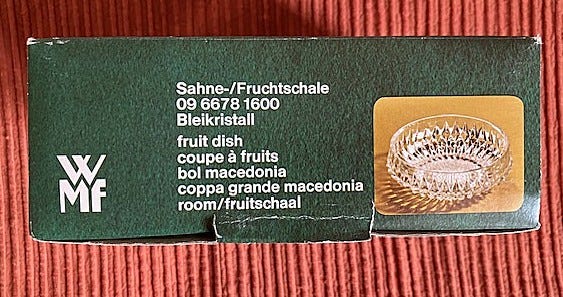 Sahne-/Fruchtschale
09 6678 1600
Bleikristall
fruit dish
coupe à fruits
bol macedonia
coppa grande macedonia
room/fruitschaal
WMF